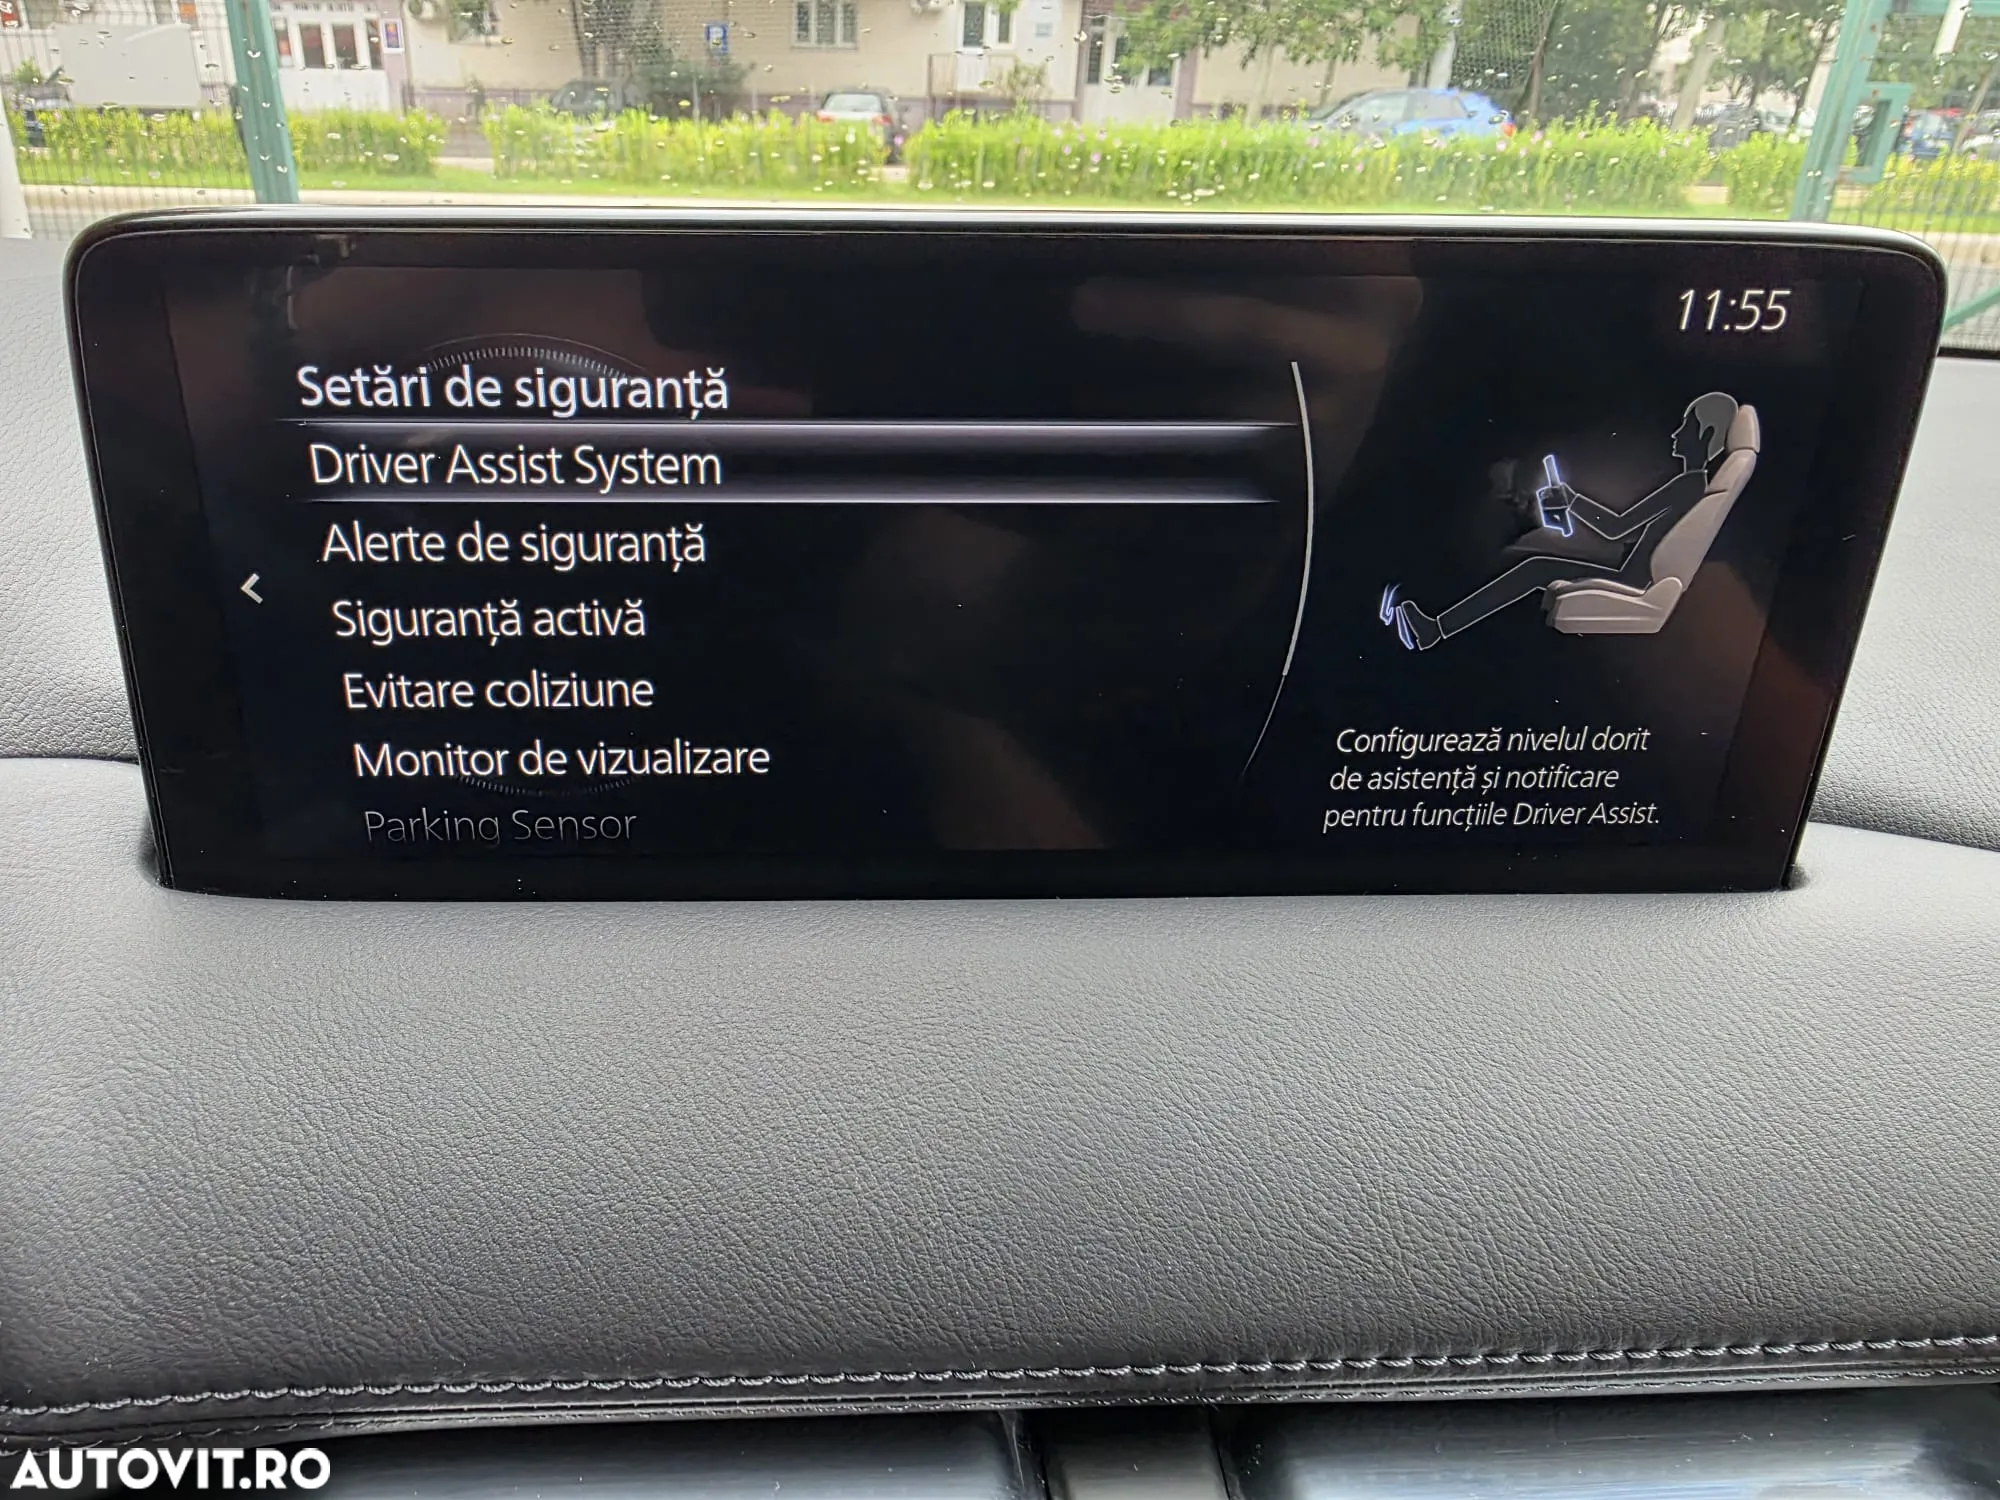 11:55
Setări de siguranță
Driver Assist System
Alerte de siguranță
Siguranță activă
Evitare coliziune
Monitor de vizualizare
Parking Sensor
Configurează nivelul dorit
de asistență și notificare
pentru funcțiile Driver Assist.
AUTOVIT.RO